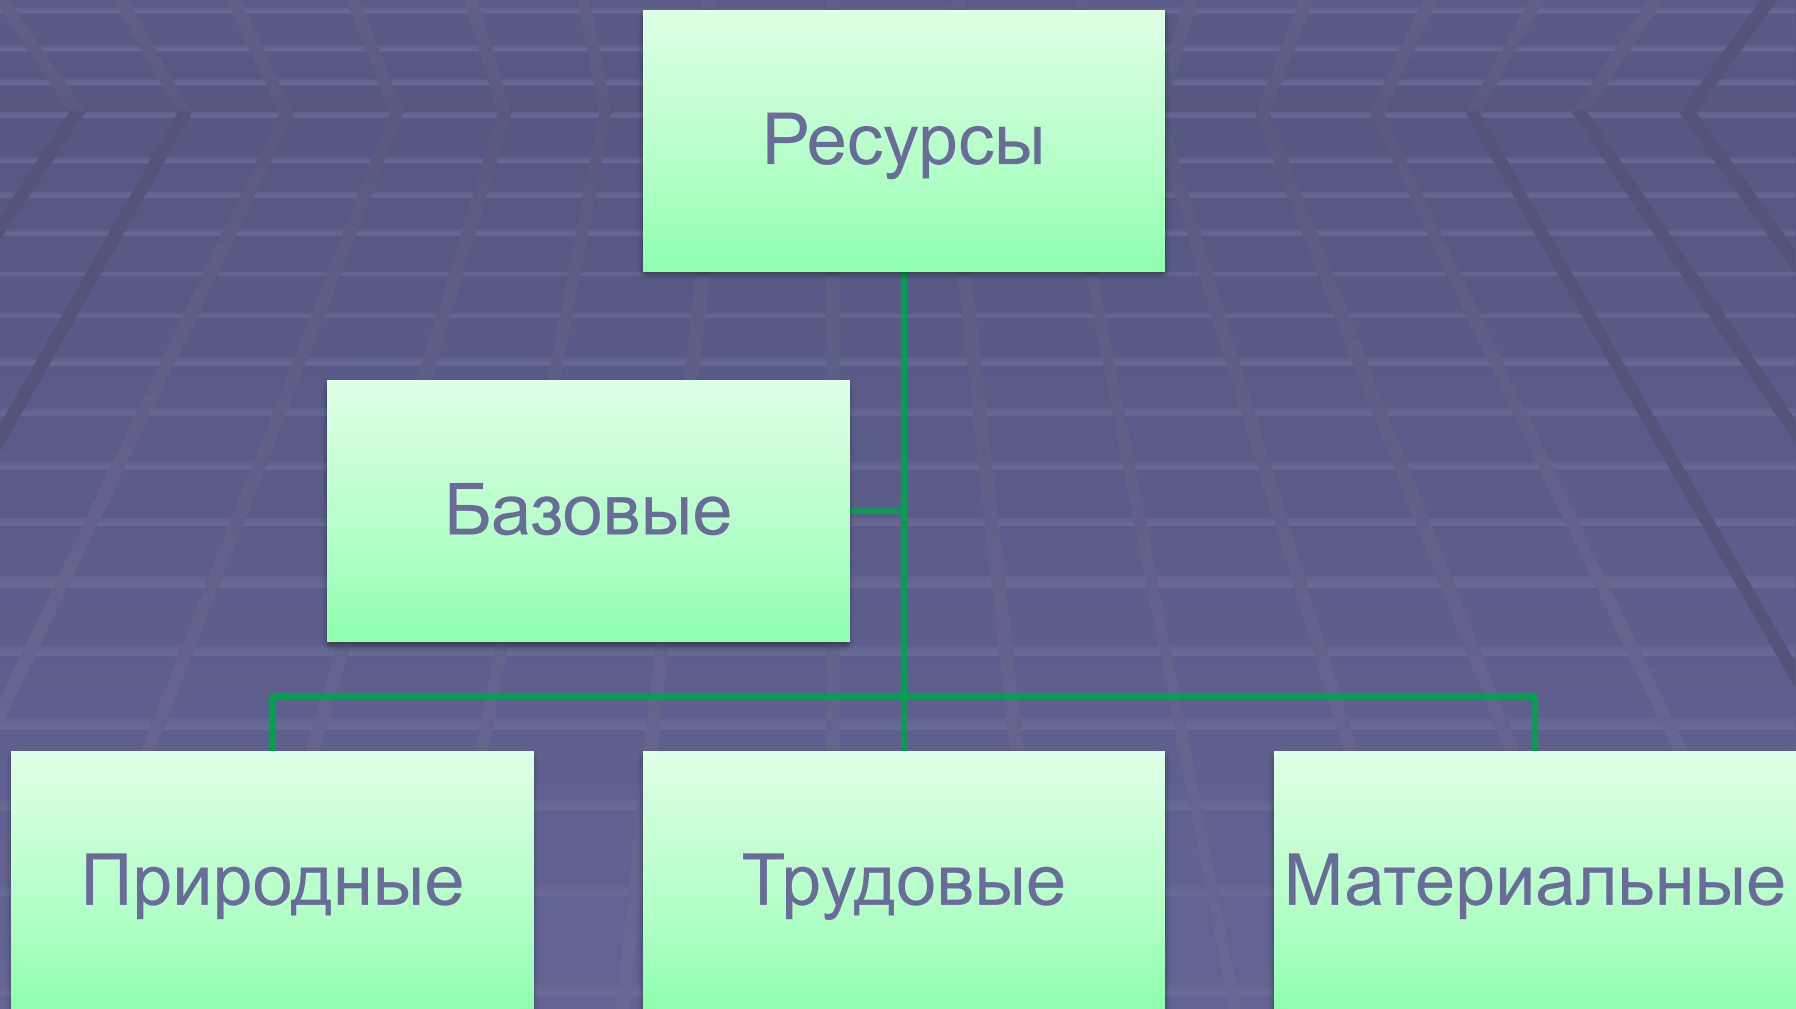 Ресурсы
Базовые
Природные
Трудовые
Материальные